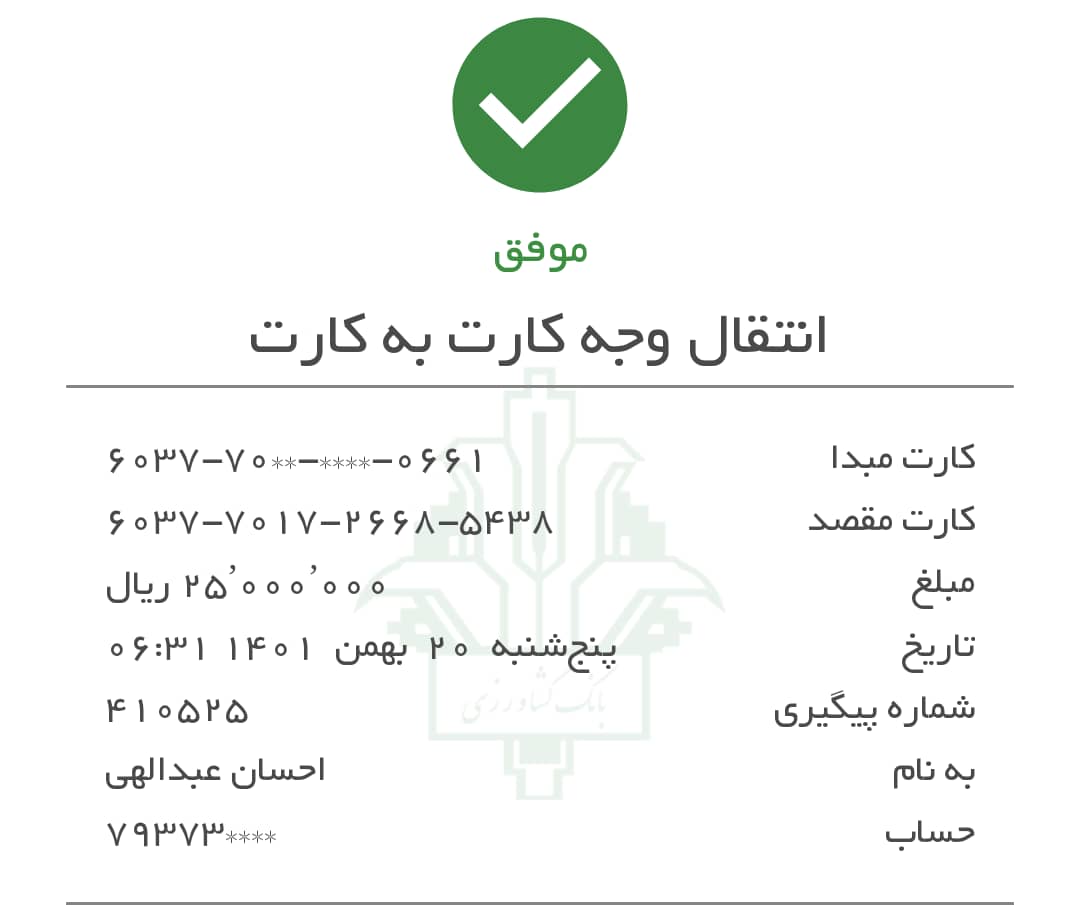 موفق
انتقال وجه کارت به کارت
کارت مبدا ۶۰۳۷-۷۰**-****-۰۶۶۱
کارت مقصد ۶۰۳۷-۷۰۱۷-۲۶۶۸-۵۴۳۸
مبلغ ۲۵٬۰۰۰٬۰۰۰ ریال
تاریخ پنج‌شنبه ۲۰ بهمن ۱۴۰۱ ۰۶:۳۱
بانک کشاورزی
شماره پیگیری ۴۱۰۵۲۵
به نام احسان عبدالهی
حساب ۷۹۳۷۳****